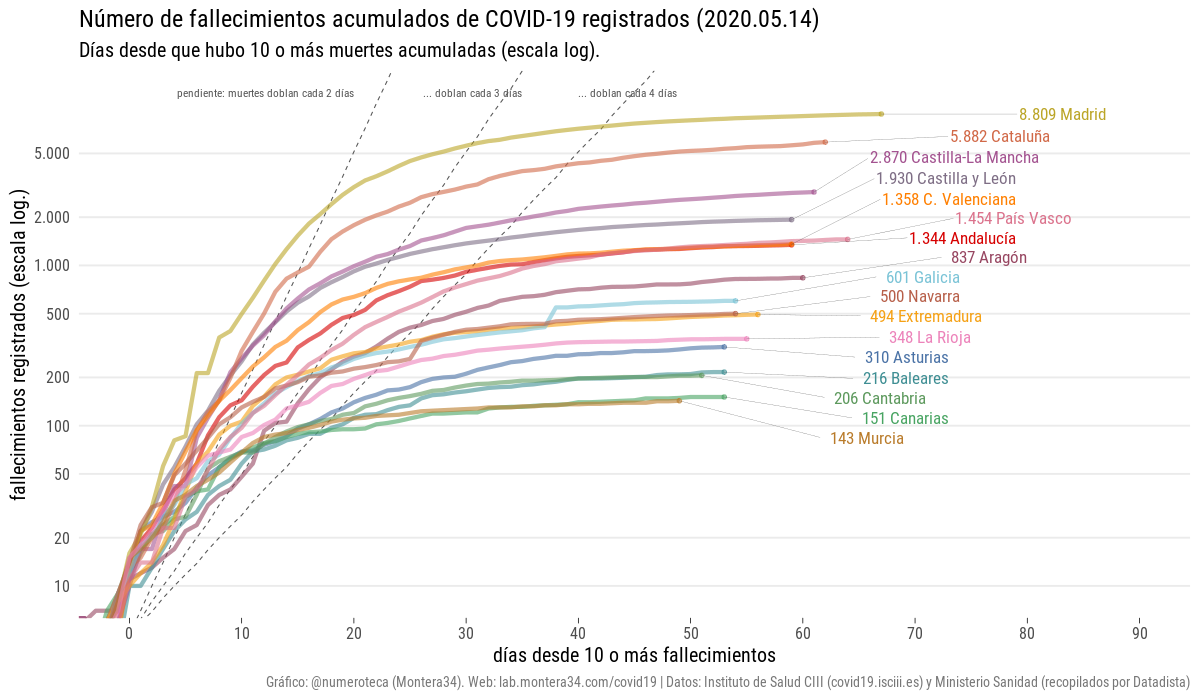 Número de fallecimientos acumulados de COVID-19 registrados (2020.05.14)
Días desde que hubo 10 o más muertes acumuladas (escala log).
pendiente: muertes doblan cada 2 días
... doblan cada 3 días
... doblan cada 4 días
8.809 Madrid
5.882 Cataluña
2.870 Castilla-La Mancha
1.930 Castilla y León
1.358 C. Valenciana
1.454 País Vasco
1.344 Andalucía
837 Aragón
601 Galicia
500 Navarra
494 Extremadura
348 La Rioja
310 Asturias
216 Baleares
206 Cantabria
151 Canarias
143 Murcia
fallecimientos registrados (escala log.)
5.000
2.000
1.000
500
200
100
50
20
10
0 10 20 30 40 50 60 70 80 90
días desde 10 o más fallecimientos
Gráfico: @numeroteca (Montera34). Web: lab.montera34.com/covid19 | Datos: Instituto de Salud CIII (covid19.isciii.es) y Ministerio Sanidad (recopilados por Datadista)